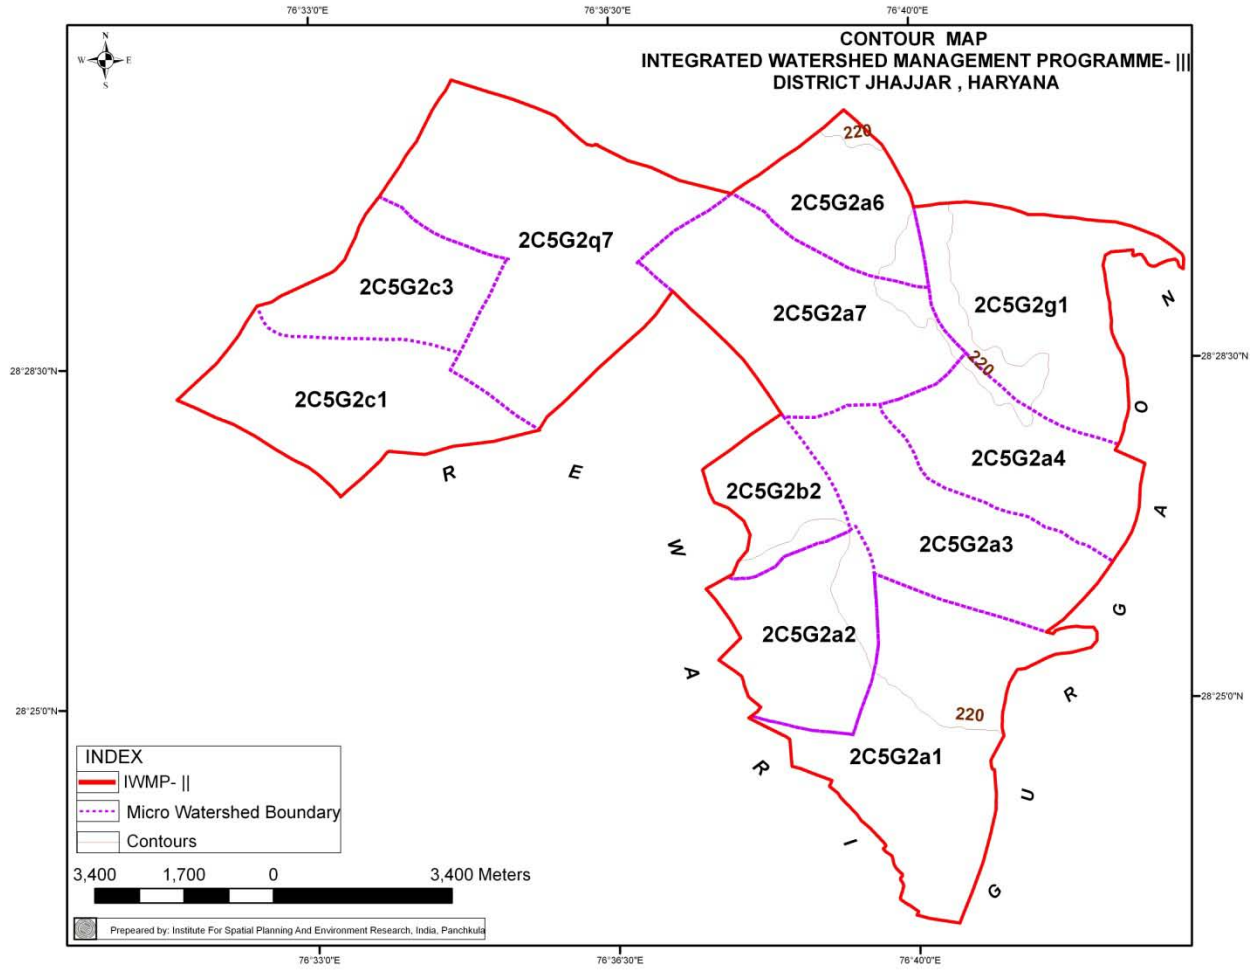 76°33'0"E 76°36'30"E 76°40'0"E
N
W E
S
CONTOUR MAP
INTEGRATED WATERSHED MANAGEMENT PROGRAMME- |||
DISTRICT JHAJJAR , HARYANA
220
2C5G2a6
2C5G2q7
2C5G2c3
2C5G2g1
2C5G2a7
28°28'30"N 28°28'30"N
220
2C5G2c1
2C5G2a4
2C5G2b2
2C5G2a3
2C5G2a2
28°25'0"N 28°25'0"N
220
2C5G2a1
R E W A R I
G U R G A O N
INDEX
IWMP- ||
Micro Watershed Boundary
Contours
3,400 1,700 0 3,400 Meters
Prepeared by: Institute For Spatial Planning And Environment Research, India, Panchkula
76°33'0"E 76°36'30"E 76°40'0"E